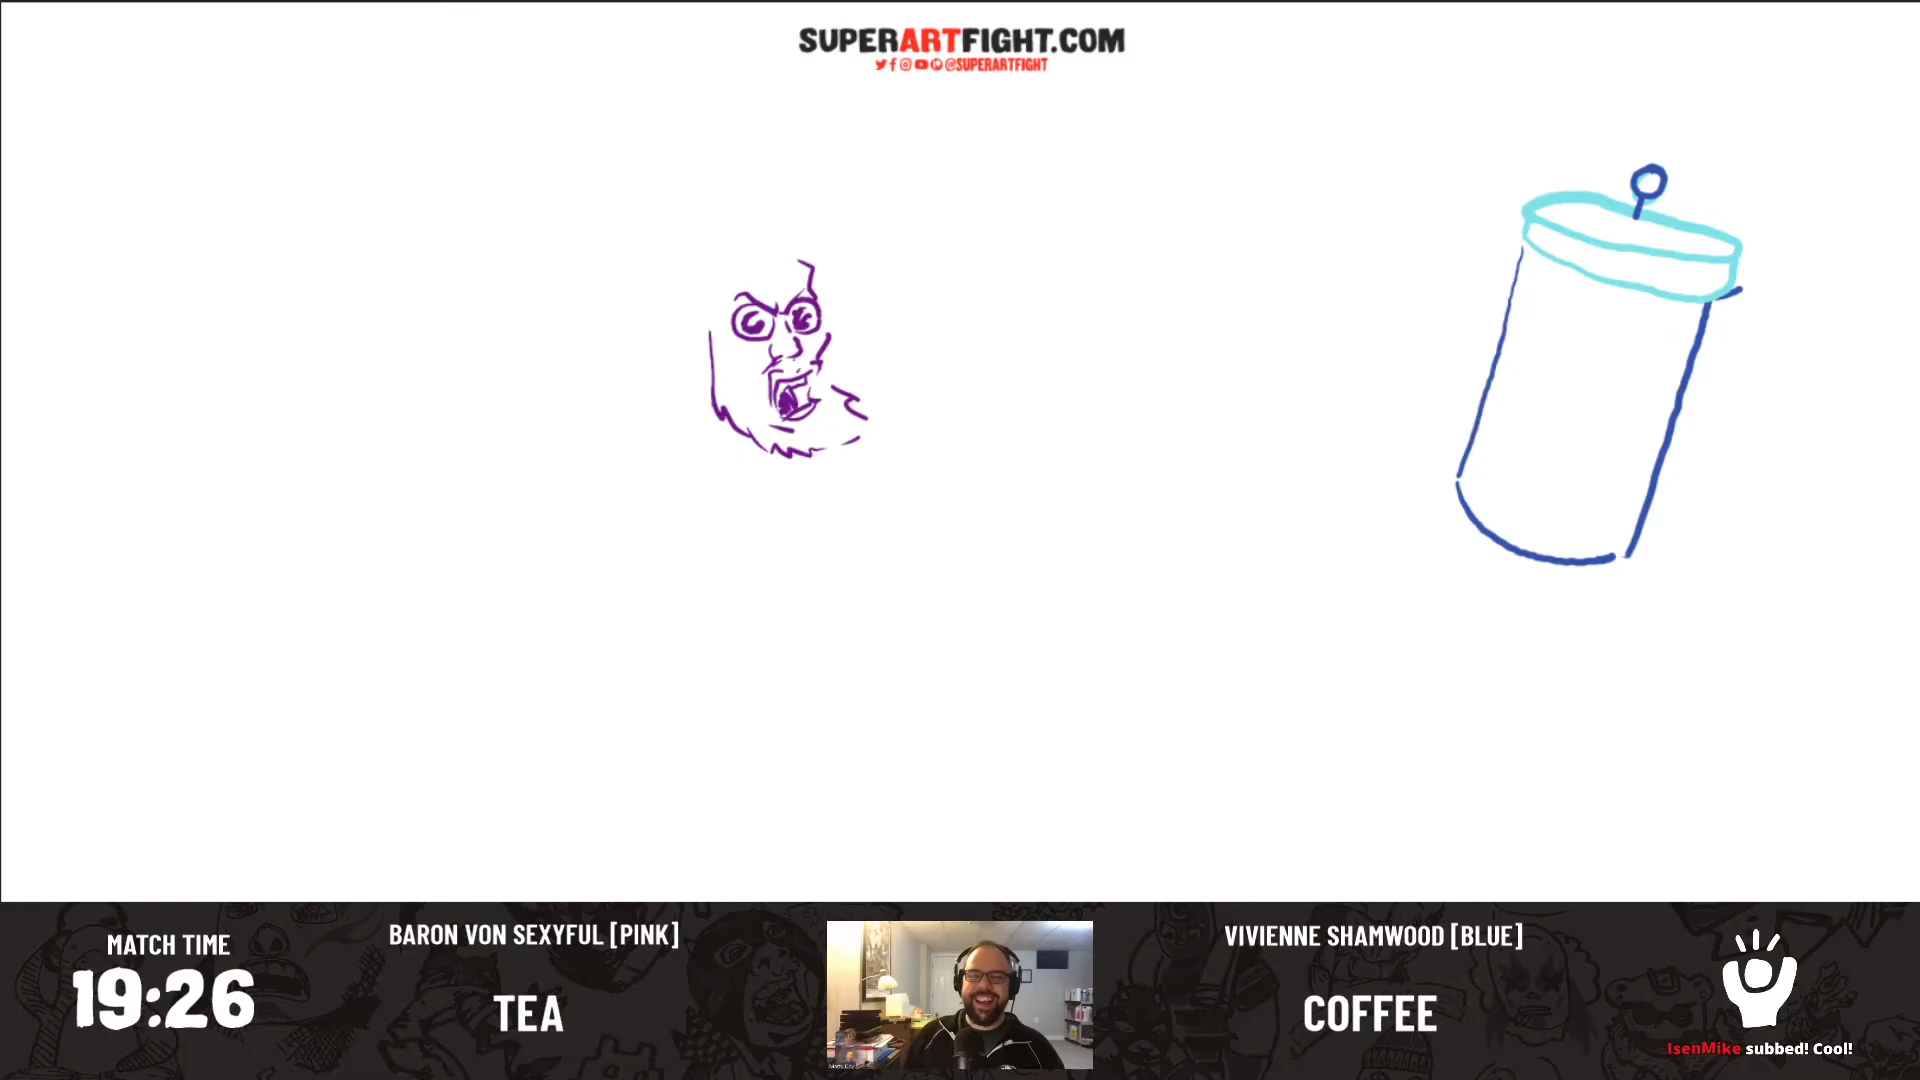 SUPERARTFIGHT.COM
@SUPERARTFIGHT
MATCH TIME
19:26
BARON VON SEXYFUL [PINK]
TEA
VIVIENNE SHAMWOOD [BLUE]
COFFEE
IsenMike subbed! Cool!